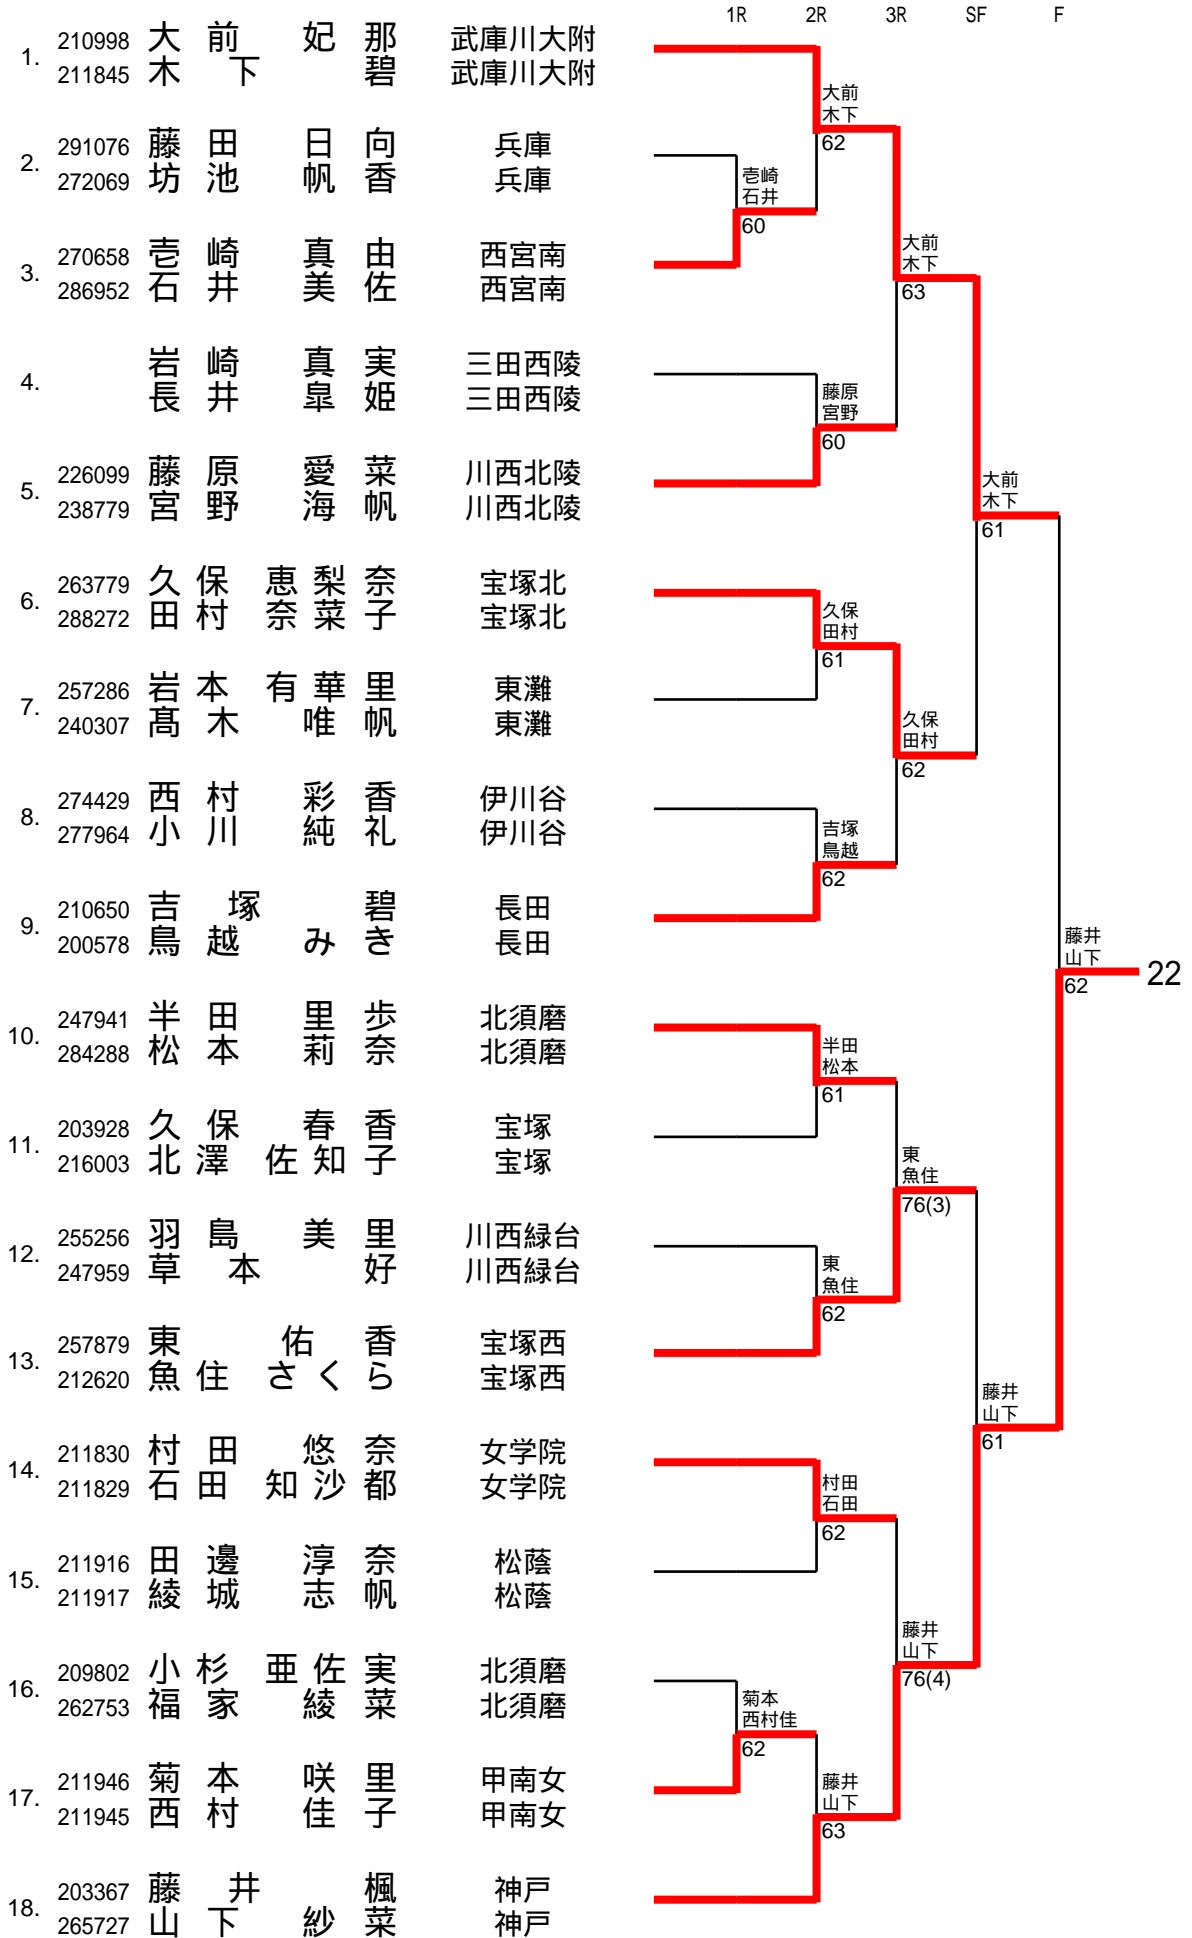 1R 2R 3R SF F
1. 210998 大前 妃那 武庫川大附
211845 木下 碧 武庫川大附
大前
木下
62
2. 291076 藤田 日向 兵庫
272069 坊池 帆香 兵庫
壱崎
石井
60
3. 270658 壱崎 真由 西宮南
286952 石井 美佐 西宮南
大前
木下
63
4. 岩崎 真実 三田西陵
長井 皐姫 三田西陵
藤原
宮野
60
5. 226099 藤原 愛菜 川西北陵
238779 宮野 海帆 川西北陵
大前
木下
61
6. 263779 久保 恵梨奈 宝塚北
288272 田村 奈菜子 宝塚北
久保
田村
61
7. 257286 岩本 有華里 東灘
240307 髙木 唯帆 東灘
久保
田村
62
8. 274429 西村 彩香 伊川谷
277964 小川 純礼 伊川谷
吉塚
鳥越
62
9. 210650 吉塚 碧 長田
200578 鳥越 みき 長田
藤井
山下
62
22
10. 247941 半田 里歩 北須磨
284288 松本 莉奈 北須磨
半田
松本
61
11. 203928 久保 春香 宝塚
216003 北澤 佐知子 宝塚
東
魚住
76(3)
12. 255256 羽島 美里 川西緑台
247959 草本 好 川西緑台
東
魚住
62
13. 257879 東 佑香 宝塚西
212620 魚住 さくら 宝塚西
藤井
山下
61
14. 211830 村田 悠奈 女学院
211829 石田 知沙都 女学院
村田
石田
62
15. 211916 田邊 淳奈 松蔭
211917 綾城 志帆 松蔭
藤井
山下
76(4)
16. 209802 小杉 亜佐実 北須磨
262753 福家 綾菜 北須磨
菊本
西村佳
62
17. 211946 菊本 咲里 甲南女
211945 西村 佳子 甲南女
藤井
山下
63
18. 203367 藤井 楓 神戸
265727 山下 紗菜 神戸